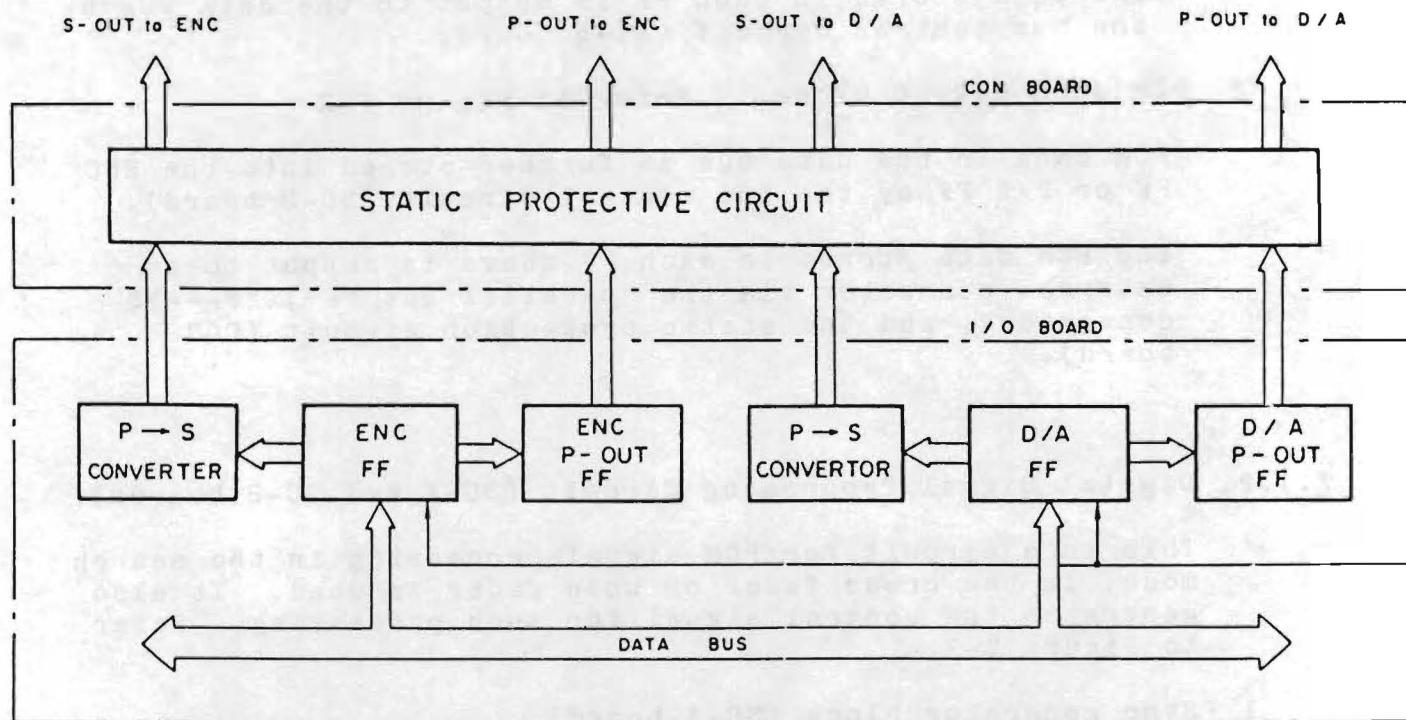 S-OUT to ENC
P-OUT to ENC
S-OUT to D/A
P-OUT to D/A
CON BOARD
STATIC PROTECTIVE CIRCUIT
I/O BOARD
P → S
CONVERTER
ENC
FF
ENC
P-OUT
FF
P → S
CONVERTOR
D/A
FF
D/A
P-OUT
FF
DATA BUS